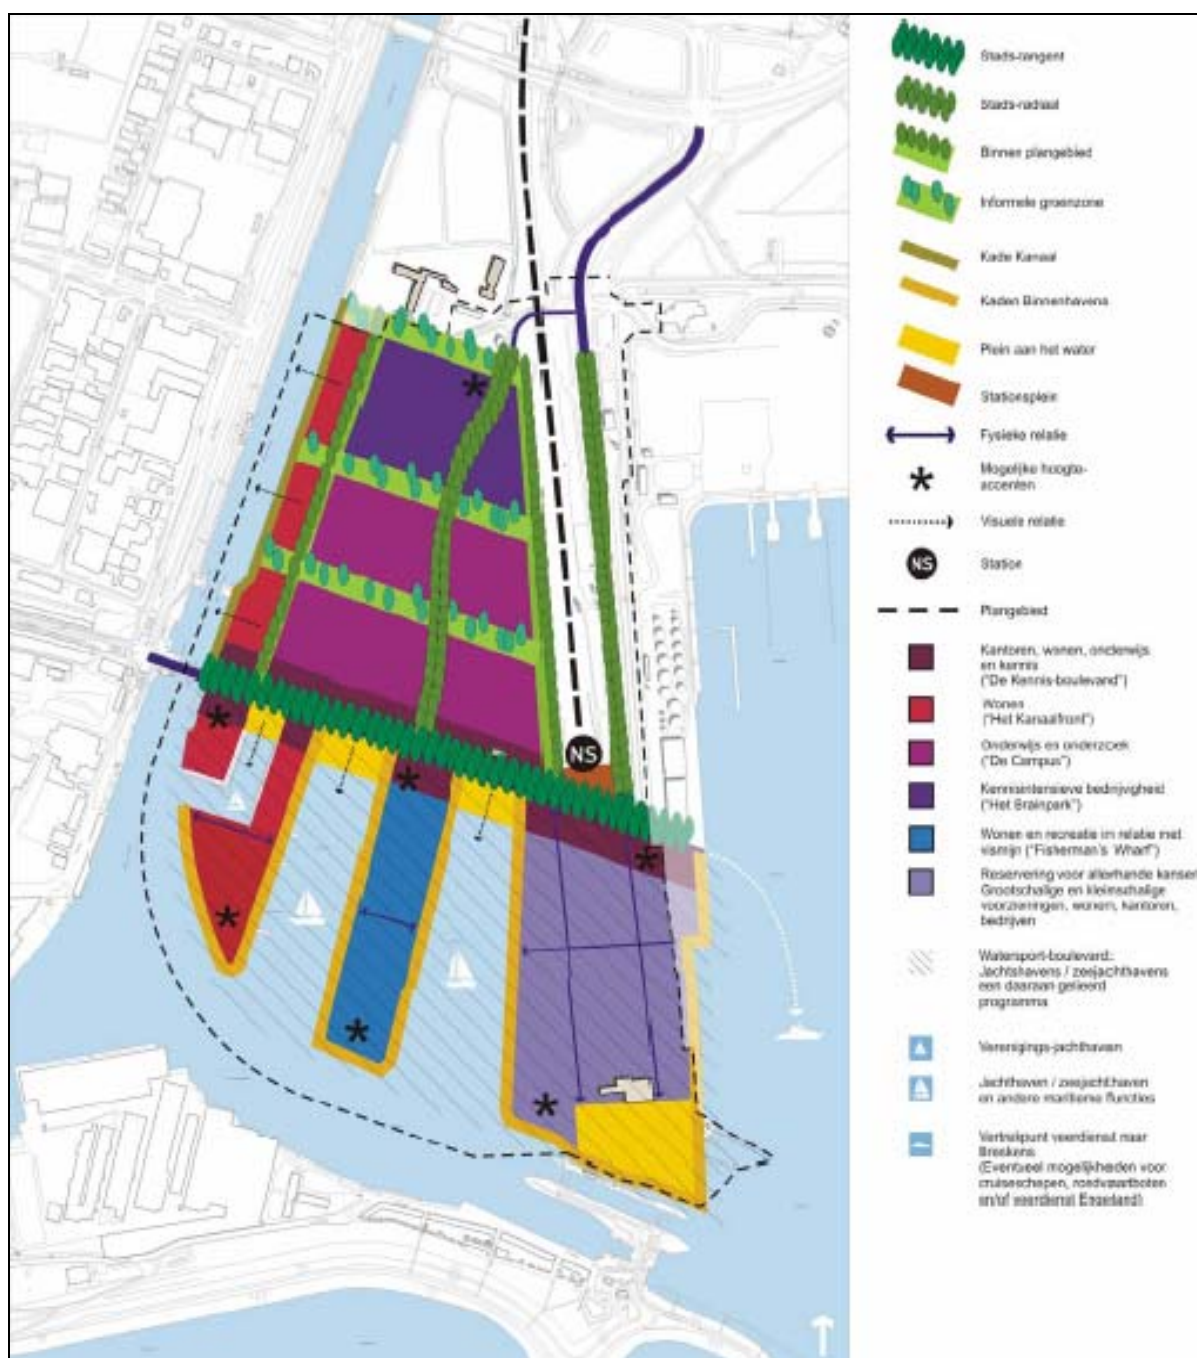 Stads-tangent
Stads-radiaal
Binnen plangebied
Informele groenzone
Kade Kanaal
Kaden Binnenhavens
Plein aan het water
Stationsplein
Fysieke relatie
Mogelijke hoogte-
accenten
Visuele relatie
NS
Station
Plangebied
Kantoren, wonen, onderwijs
en kennis
("De Kennis-boulevard")
Wonen
("Het Kanaalfront")
Onderwijs en onderzoek
("De Campus")
Kennisintensieve bedrijvigheid
("Het Brainpark")
Wonen en recreatie in relatie met
vismijn ("Fisherman's Wharf")
Reservering voor allerhande kansen
Grootschalige en kleinschalige
voorzieningen, wonen, kantoren,
bedrijven
Watersport-boulevard:
Jachtshavens / zeejachthavens
een daaraan gelieerd
programma
Verenigings-jachthaven
Jachthaven / zeejachthaven
en andere maritieme functies
Vertrekpunt veerdienst naar
Breskens
(Eventueel mogelijkheden voor
cruiseschepen, rondvaartboten
en/of veerdienst Engeland)
NS